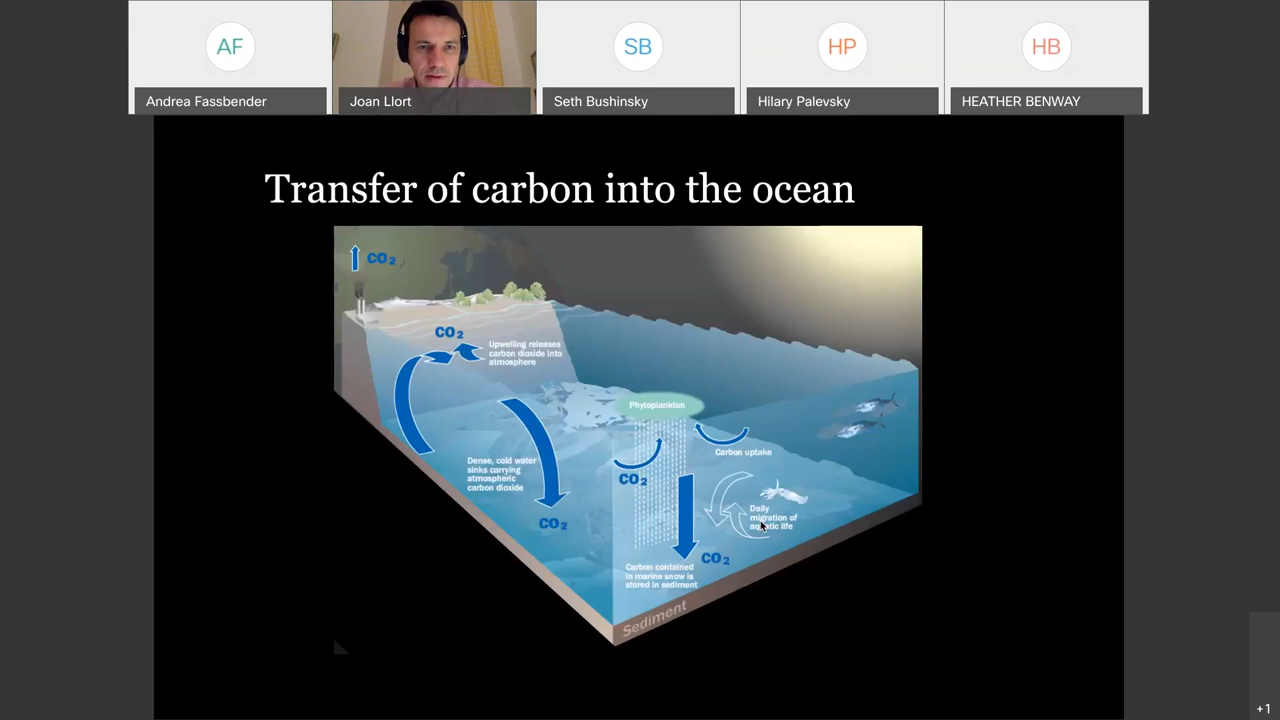 AF
SB
HP
HB
Andrea Fassbender
Joan Llort
Seth Bushinsky
Hilary Palevsky
HEATHER BENWAY
Transfer of carbon into the ocean
CO2
CO2
Upwelling releases
carbon dioxide into
atmosphere
Phytoplankton
Carbon uptake
Dense, cold water
sinks carrying
atmospheric
carbon dioxide
CO2
CO2
Daily
migration of
aquatic life
CO2
Carbon contained
in marine snow is
stored in sediment
Sediment
+1